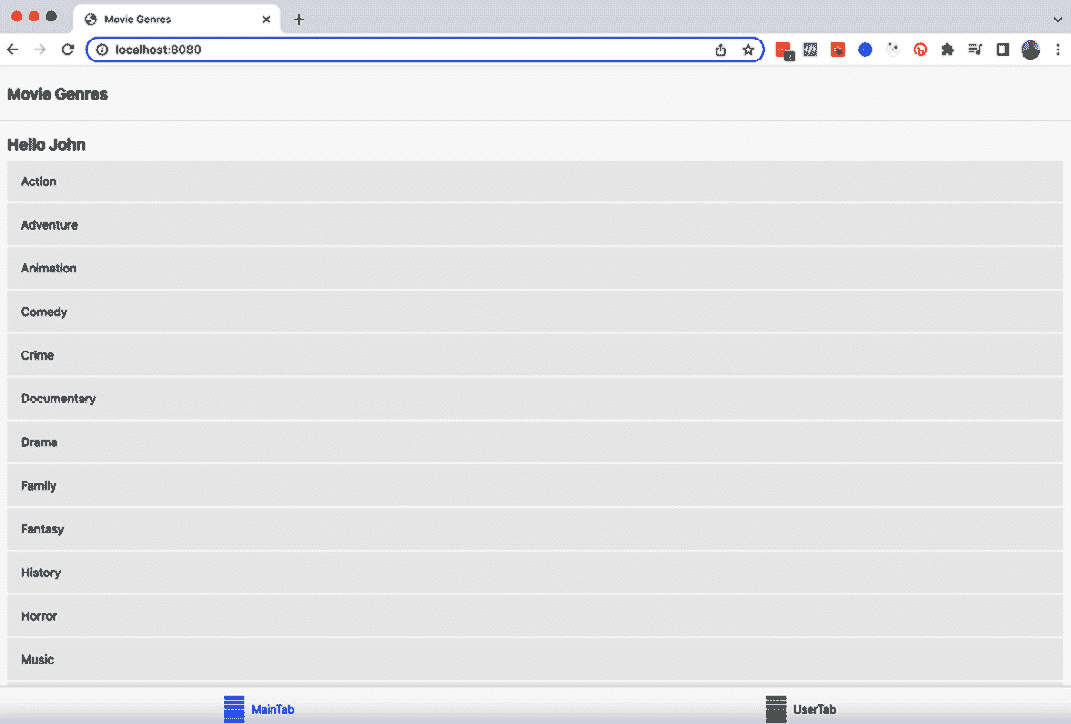 Movie Genres
localhost:8080
Movie Genres
Hello John
Action
Adventure
Animation
Comedy
Crime
Documentary
Drama
Family
Fantasy
History
Horror
Music
MainTab
UserTab